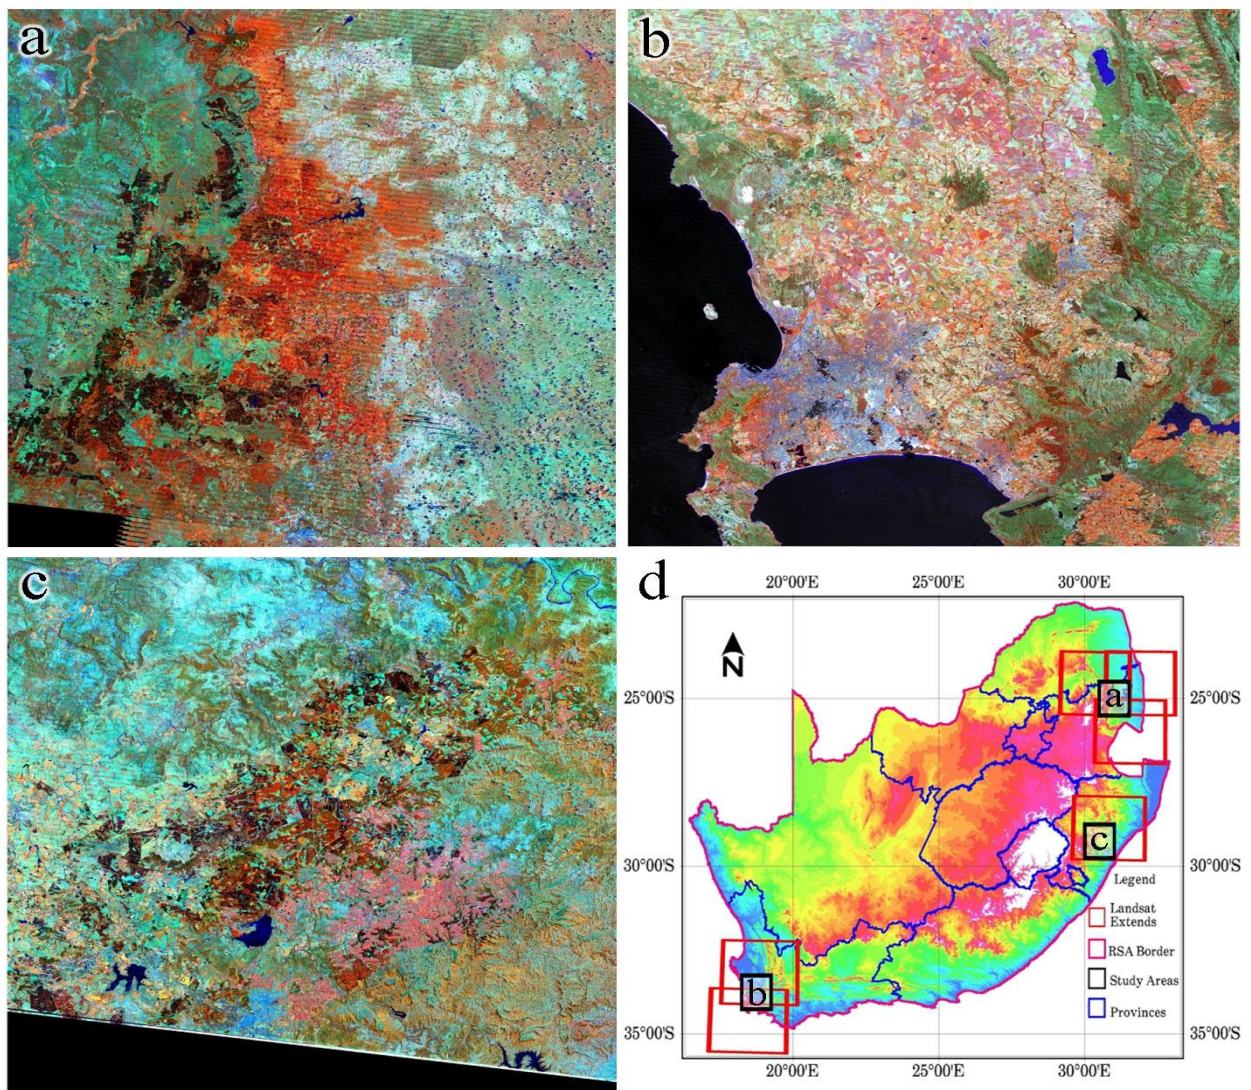 a
b
c
d
20°00'E 25°00'E 30°00'E
N
25°00'S 25°00'S
a
c
30°00'S 30°00'S
Legend
Landsat
Extends
RSA Border
b
Study Areas
Provinces
35°00'S 35°00'S
20°00'E 25°00'E 30°00'E